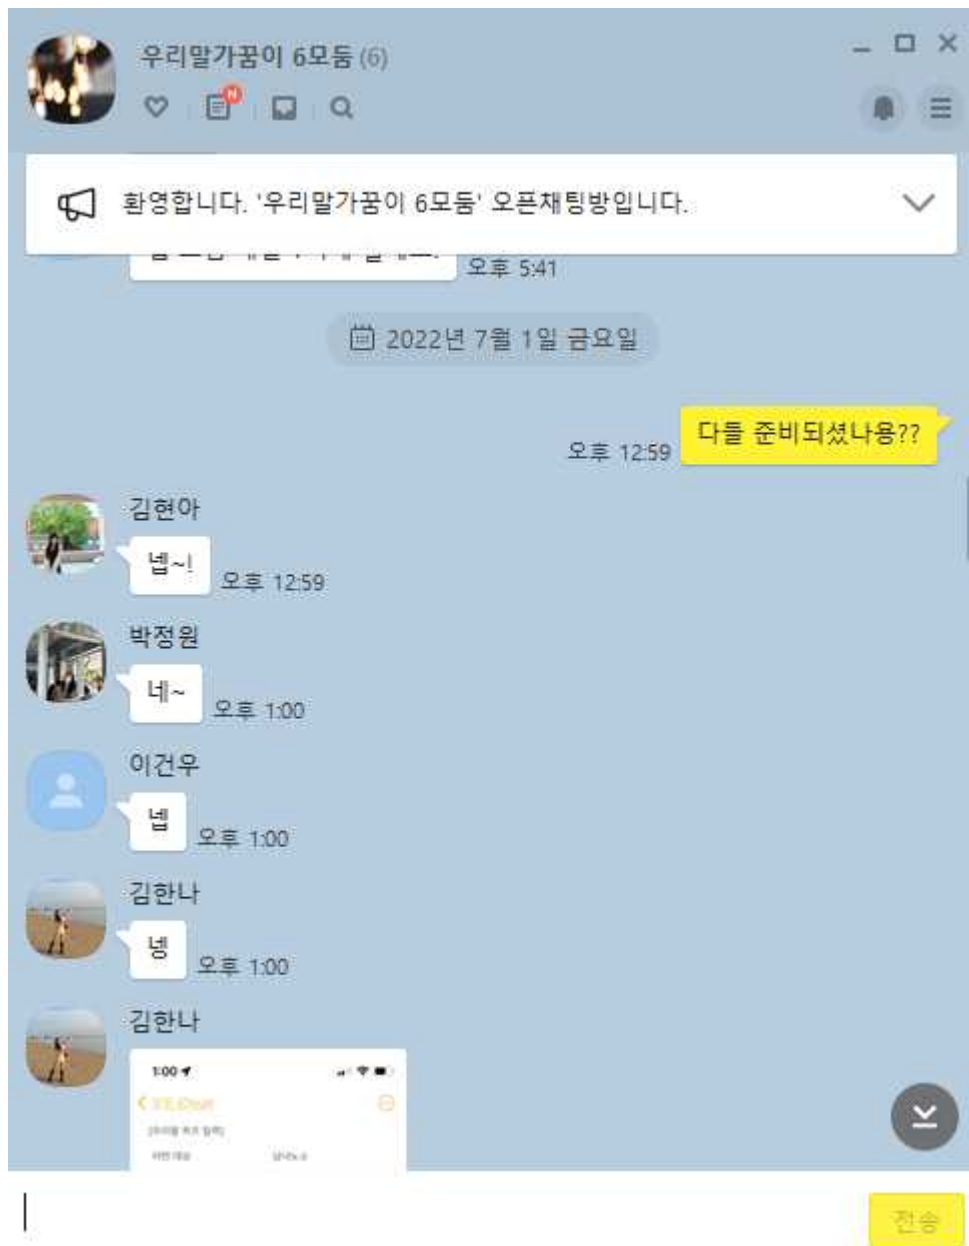 우리말가꿈이 6모둠 (6)
N
환영합니다. '우리말가꿈이 6모둠' 오픈채팅방입니다.
오후 5:41
2022년 7월 1일 금요일
다들 준비되셨나용??
오후 12:59
김현아
넵~!
오후 12:59
박정원
네~
오후 1:00
이건우
넵
오후 1:00
김한나
넹
오후 1:00
김한나
1:00
전송